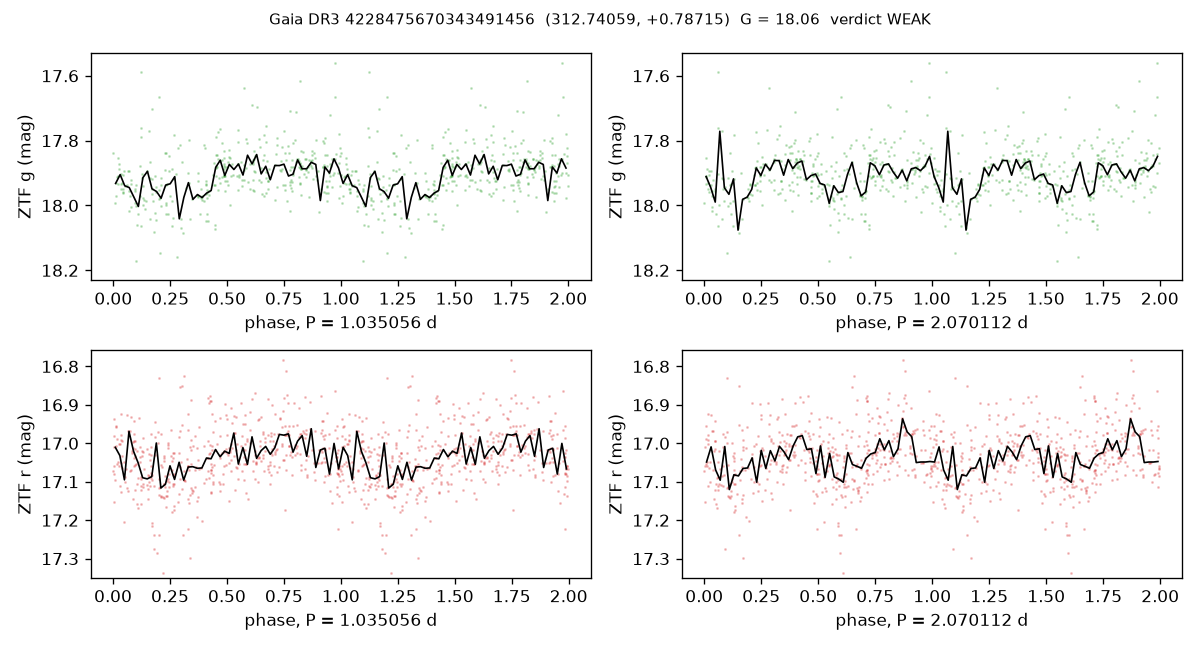 Gaia DR3 4228475670343491456  (312.74059, +0.78715)  G = 18.06  verdict WEAK
ZTF g (mag)
17.6
17.8
18.0
18.2
0.00 0.25 0.50 0.75 1.00 1.25 1.50 1.75 2.00
phase, P = 1.035056 d
ZTF g (mag)
17.6
17.8
18.0
18.2
0.00 0.25 0.50 0.75 1.00 1.25 1.50 1.75 2.00
phase, P = 2.070112 d
ZTF r (mag)
16.8
16.9
17.0
17.1
17.2
17.3
0.00 0.25 0.50 0.75 1.00 1.25 1.50 1.75 2.00
phase, P = 1.035056 d
ZTF r (mag)
16.8
16.9
17.0
17.1
17.2
17.3
0.00 0.25 0.50 0.75 1.00 1.25 1.50 1.75 2.00
phase, P = 2.070112 d